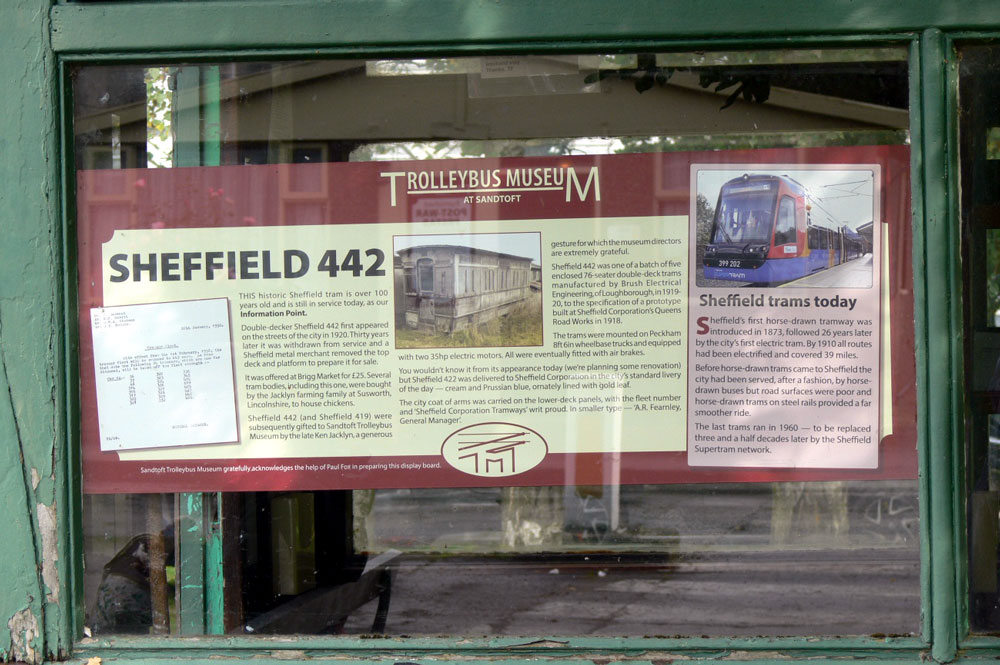 TROLLEYBUS MUSEUM
AT SANDTOFT
SHEFFIELD 442
THIS historic Sheffield tram is over 100
years old and is still in service today, as our
Information Point.
Double-decker Sheffield 442 first appeared
on the streets of the city in 1920. Thirty years
later it was withdrawn from service and a
Sheffield metal merchant removed the top
deck and platform to prepare it for sale.
It was offered at Brigg Market for £25. Several
tram bodies, including this one, were bought
by the Jacklyn farming family at Susworth,
Lincolnshire, to house chickens.
Sheffield 442 (and Sheffield 419) were
subsequently gifted to Sandtoft Trolleybus
Museum by the late Ken Jacklyn, a generous
gesture for which the museum directors
are extremely grateful.
Sheffield 442 was one of a batch of five
enclosed 76-seater double-deck trams
manufactured by Brush Electrical
Engineering, of Loughborough, in 1919-
20, to the specification of a prototype
built at Sheffield Corporation's Queens
Road Works in 1918.
The trams were mounted on Peckham
8ft 6in wheelbase trucks and equipped
with two 35hp electric motors. All were eventually fitted with air brakes.
You wouldn't know it from its appearance today (we're planning some renovation)
but Sheffield 422 was delivered to Sheffield Corporation in the city's standard livery
of the day — cream and Prussian blue, ornately lined with gold leaf.
The city coat of arms was carried on the lower-deck panels, with the fleet number
and 'Sheffield Corporation Tramways' writ proud. In smaller type — 'A.R. Fearnley,
General Manager'.
TMT
Sandtoft Trolleybus Museum gratefully acknowledges the help of Paul Fox in preparing this display board.
399 202
TRAM
Sheffield trams today
Sheffield's first horse-drawn tramway was
introduced in 1873, followed 26 years later
by the city's first electric tram. By 1910 all routes
had been electrified and covered 39 miles.
Before horse-drawn trams came to Sheffield the
city had been served, after a fashion, by horse-
drawn buses but road surfaces were poor and
horse-drawn trams on steel rails provided a far
smoother ride.
The last trams ran in 1960 — to be replaced
three and a half decades later by the Sheffield
Supertram network.